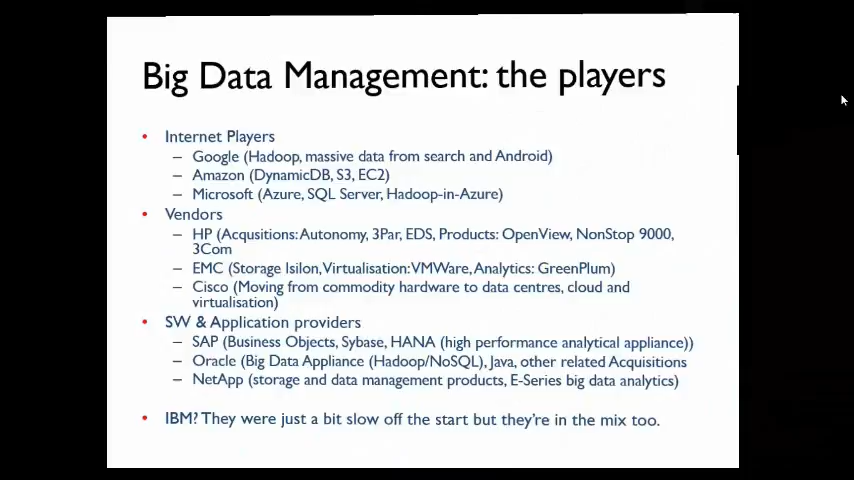 Big Data Management: the players
• Internet Players
– Google (Hadoop, massive data from search and Android)
– Amazon (DynamicDB, S3, EC2)
– Microsoft (Azure, SQL Server, Hadoop-in-Azure)
• Vendors
– HP (Acqusitions: Autonomy, 3Par, EDS, Products: OpenView, NonStop 9000,
3Com
– EMC (Storage Isilon, Virtualisation: VMWare, Analytics: GreenPlum)
– Cisco (Moving from commodity hardware to data centres, cloud and
virtualisation)
• SW & Application providers
– SAP (Business Objects, Sybase, HANA (high performance analytical appliance))
– Oracle (Big Data Appliance (Hadoop/NoSQL), Java, other related Acquisitions
– NetApp (storage and data management products, E-Series big data analytics)
• IBM? They were just a bit slow off the start but they're in the mix too.